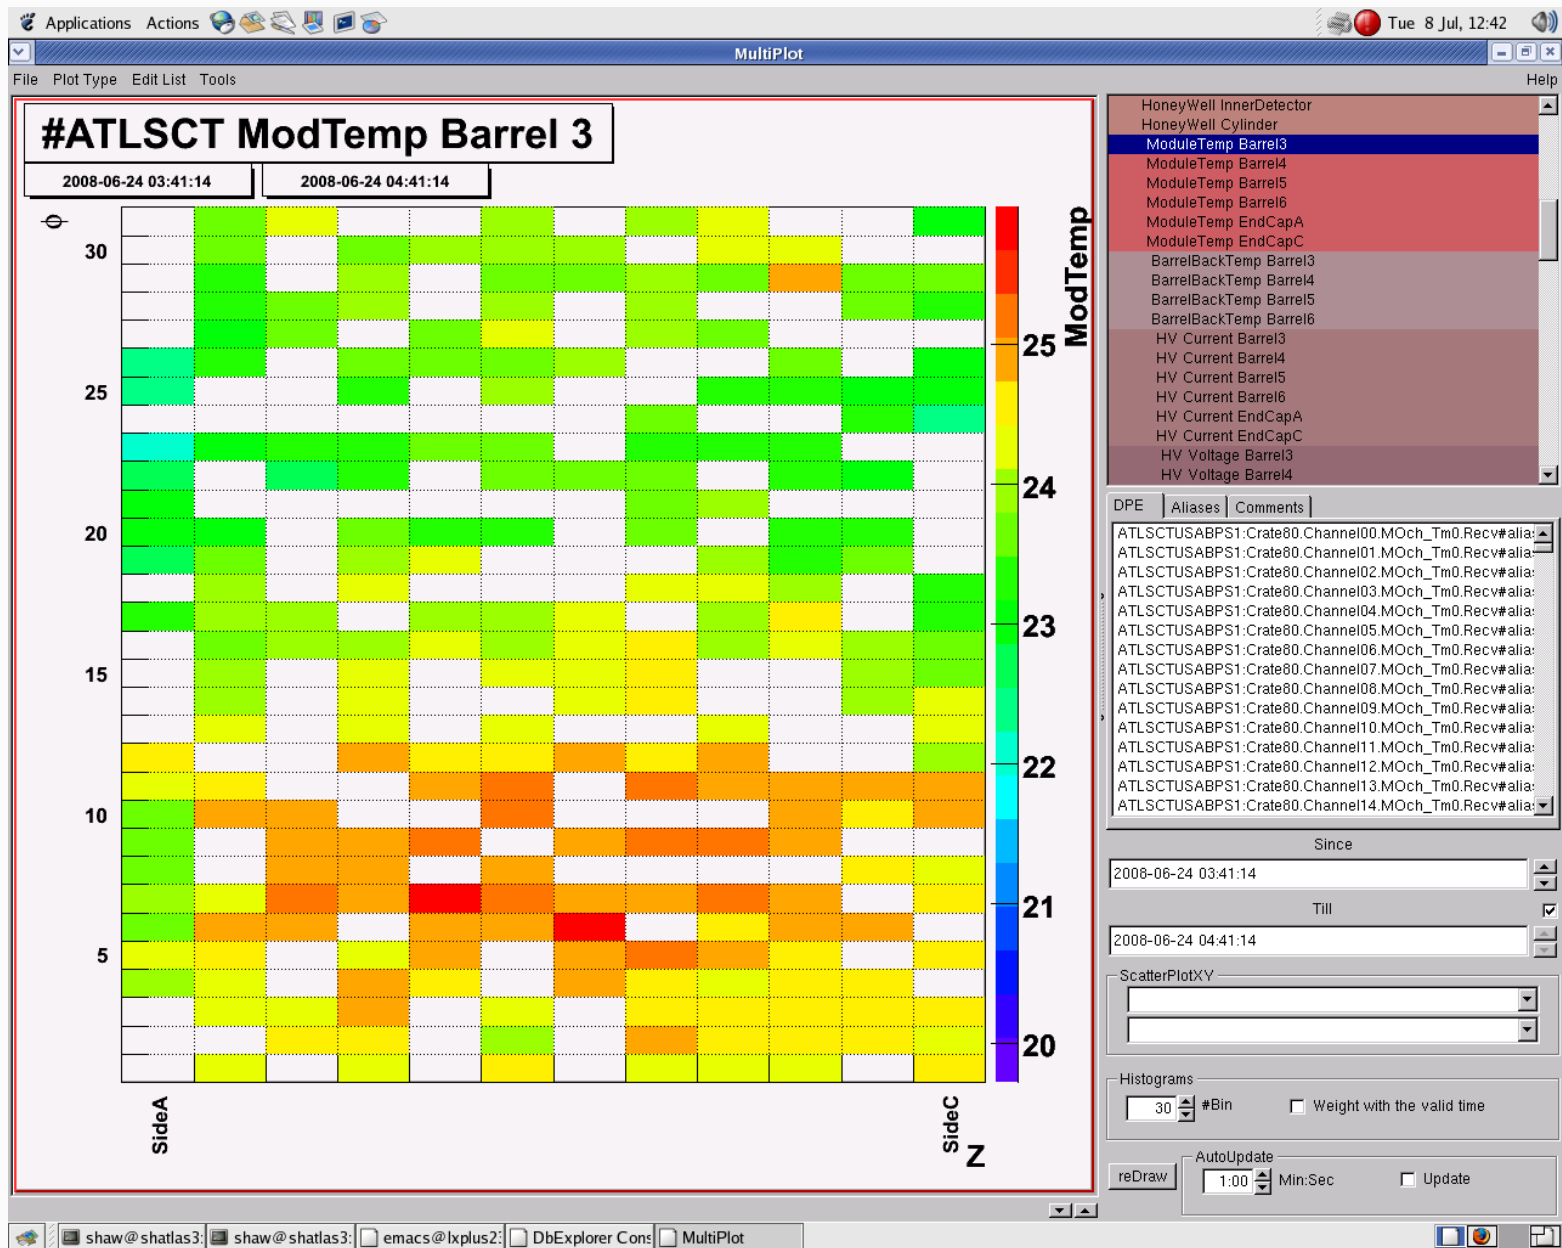 Applications Actions Tue 8 Jul, 12:42
MultiPlot
File Plot Type Edit List Tools Help
#ATLSCT ModTemp Barrel 3
2008-06-24 03:41:14 2008-06-24 04:41:14
ϕ
30
25
20
15
10
5
SideA
SideC
Z
ModTemp
25
24
23
22
21
20
HoneyWell InnerDetector
HoneyWell Cylinder
ModuleTemp Barrel3
ModuleTemp Barrel4
ModuleTemp Barrel5
ModuleTemp Barrel6
ModuleTemp EndCapA
ModuleTemp EndCapC
BarrelBackTemp Barrel3
BarrelBackTemp Barrel4
BarrelBackTemp Barrel5
BarrelBackTemp Barrel6
HV Current Barrel3
HV Current Barrel4
HV Current Barrel5
HV Current Barrel6
HV Current EndCapA
HV Current EndCapC
HV Voltage Barrel3
HV Voltage Barrel4
DPE Aliases Comments
ATLSCTUSABPS1:Crate80.Channel00.MOch_Tm0.Recv#alia
ATLSCTUSABPS1:Crate80.Channel01.MOch_Tm0.Recv#alia
ATLSCTUSABPS1:Crate80.Channel02.MOch_Tm0.Recv#alia
ATLSCTUSABPS1:Crate80.Channel03.MOch_Tm0.Recv#alia
ATLSCTUSABPS1:Crate80.Channel04.MOch_Tm0.Recv#alia
ATLSCTUSABPS1:Crate80.Channel05.MOch_Tm0.Recv#alia
ATLSCTUSABPS1:Crate80.Channel06.MOch_Tm0.Recv#alia
ATLSCTUSABPS1:Crate80.Channel07.MOch_Tm0.Recv#alia
ATLSCTUSABPS1:Crate80.Channel08.MOch_Tm0.Recv#alia
ATLSCTUSABPS1:Crate80.Channel09.MOch_Tm0.Recv#alia
ATLSCTUSABPS1:Crate80.Channel10.MOch_Tm0.Recv#alia
ATLSCTUSABPS1:Crate80.Channel11.MOch_Tm0.Recv#alia
ATLSCTUSABPS1:Crate80.Channel12.MOch_Tm0.Recv#alia
ATLSCTUSABPS1:Crate80.Channel13.MOch_Tm0.Recv#alia
ATLSCTUSABPS1:Crate80.Channel14.MOch_Tm0.Recv#alia
Since
2008-06-24 03:41:14
Till
2008-06-24 04:41:14
ScatterPlotXY
Histograms
30 #Bin Weight with the valid time
AutoUpdate
reDraw 1:00 Min:Sec Update
shaw@shatlas3: shaw@shatlas3: emacs@lxplus2: DbExplorer Cons MultiPlot